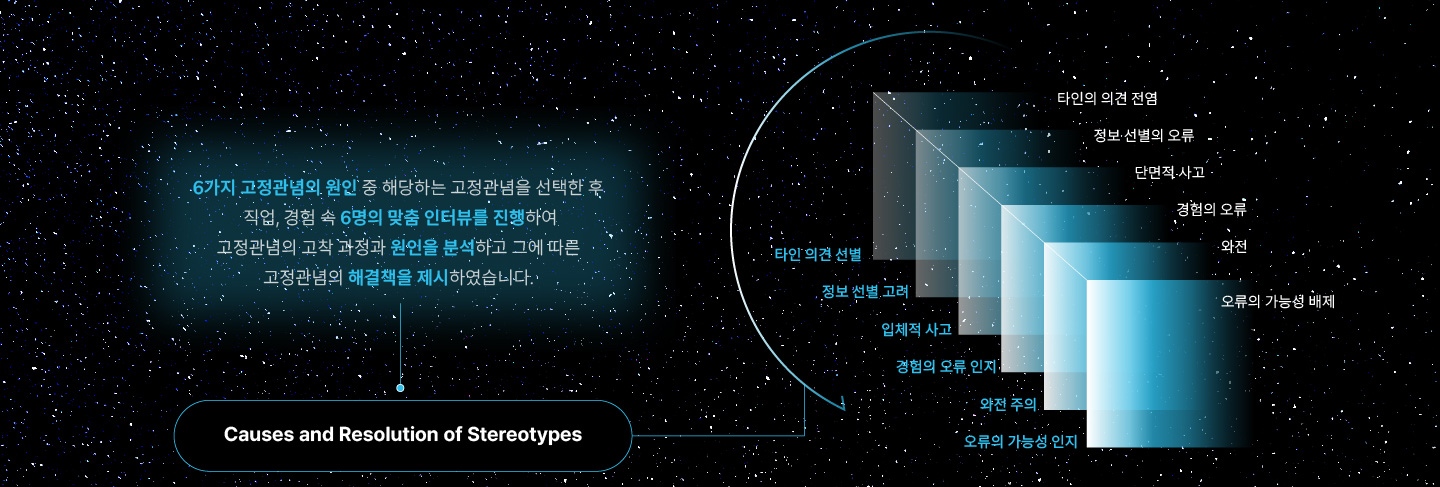 6가지 고정관념의 원인 중 해당하는 고정관념을 선택한 후
직업, 경험 속 6명의 맞춤 인터뷰를 진행하여
고정관념의 고착 과정과 원인을 분석하고 그에 따른
고정관념의 해결책을 제시하였습니다.
Causes and Resolution of Stereotypes
타인의 의견 전염
정보 선별의 오류
단면적 사고
경험의 오류
와전
오류의 가능성 배제
타인 의견 선별
정보 선별 고려
입체적 사고
경험의 오류 인지
와전 주의
오류의 가능성 인지